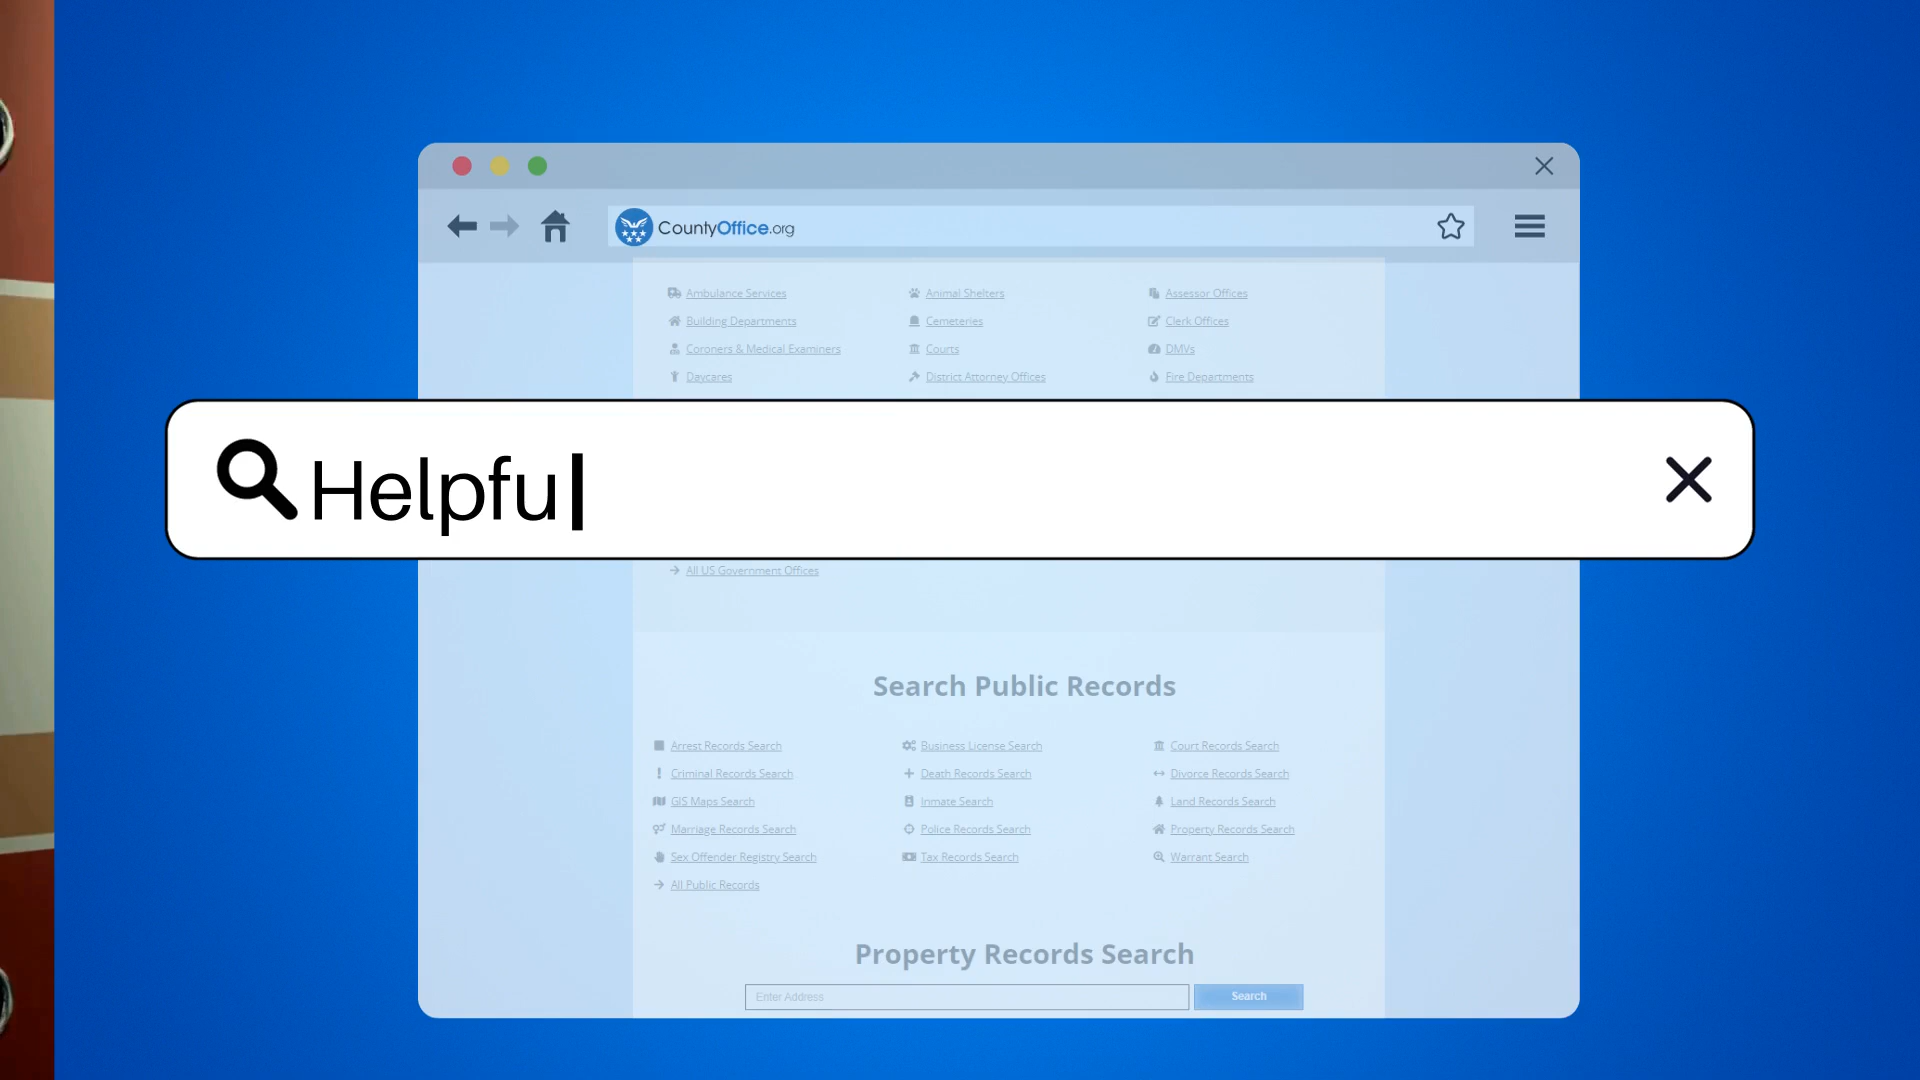 CountyOffice.org
Ambulance Services Animal Shelters Assessor Offices
Building Departments Cemeteries Clerk Offices
Coroners & Medical Examiners Courts DMVs
Daycares District Attorney Offices Fire Departments
Helpfu
All US Government Offices
Search Public Records
Arrest Records Search Business License Search Court Records Search
Criminal Records Search Death Records Search Divorce Records Search
GIS Maps Search Inmate Search Land Records Search
Marriage Records Search Police Records Search Property Records Search
Sex Offender Registry Search Tax Records Search Warrant Search
All Public Records
Property Records Search
Enter Address Search